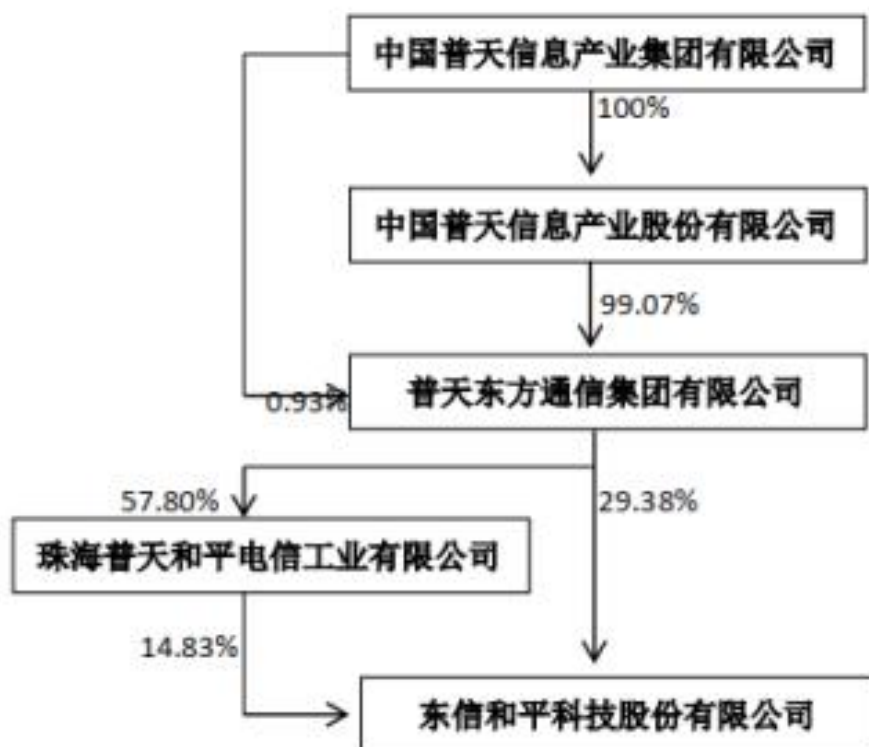 中国普天信息产业集团有限公司
100%
中国普天信息产业股份有限公司
99.07%
普天东方通信集团有限公司
0.93%
57.80%
29.38%
珠海普天和平电信工业有限公司
14.83%
东信和平科技股份有限公司